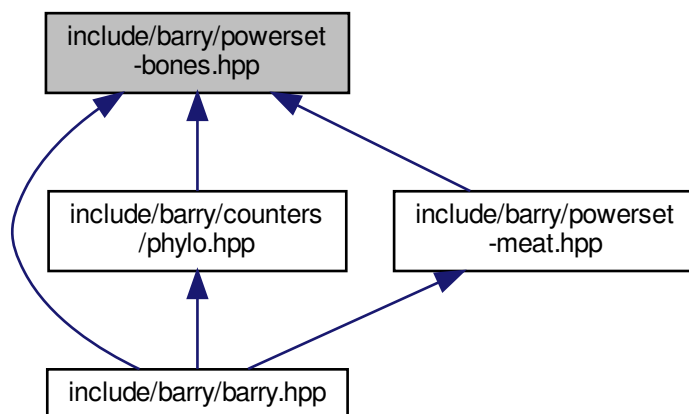 include/barry/powerset
-bones.hpp
include/barry/counters
/phylo.hpp
include/barry/powerset
-meat.hpp
include/barry/barry.hpp